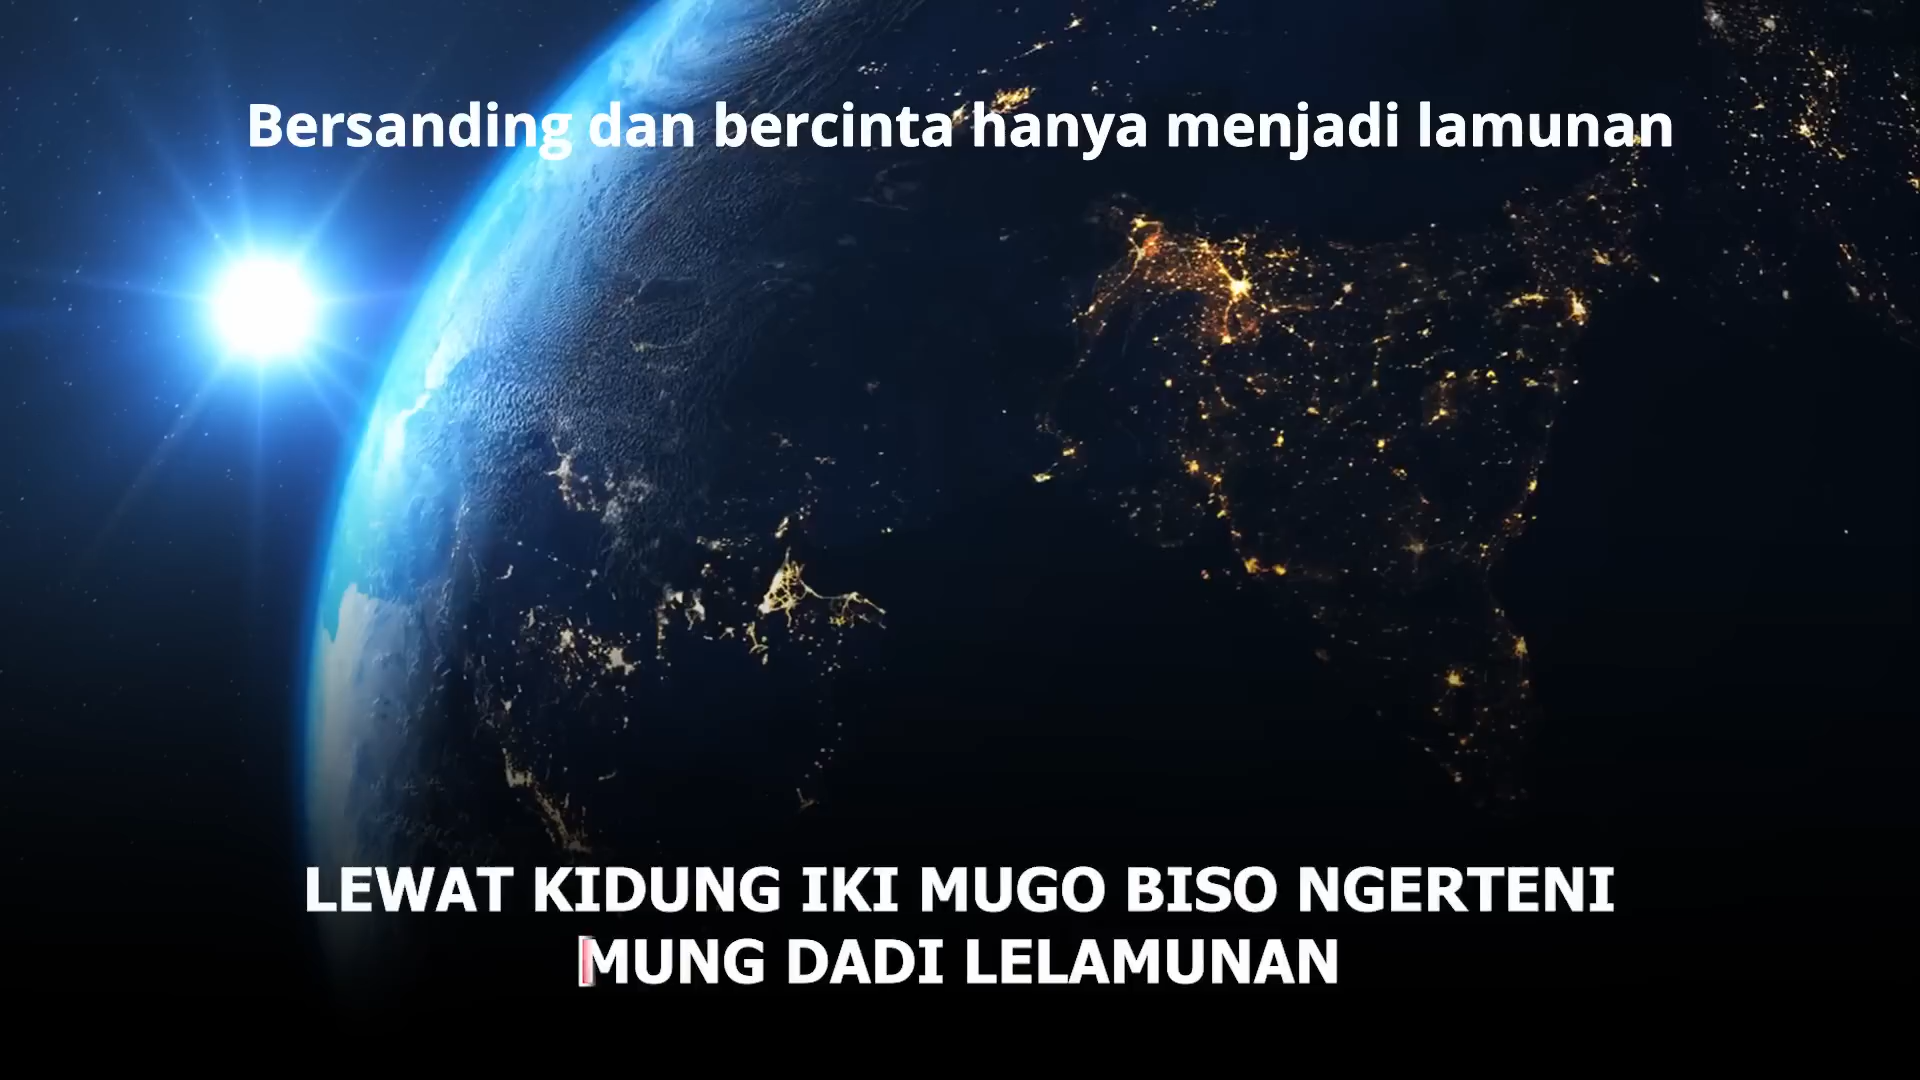 Bersanding dan bercinta hanya menjadi lamunan
LEWAT KIDUNG IKI MUGO BISO NGERTENI
MUNG DADI LELAMUNAN